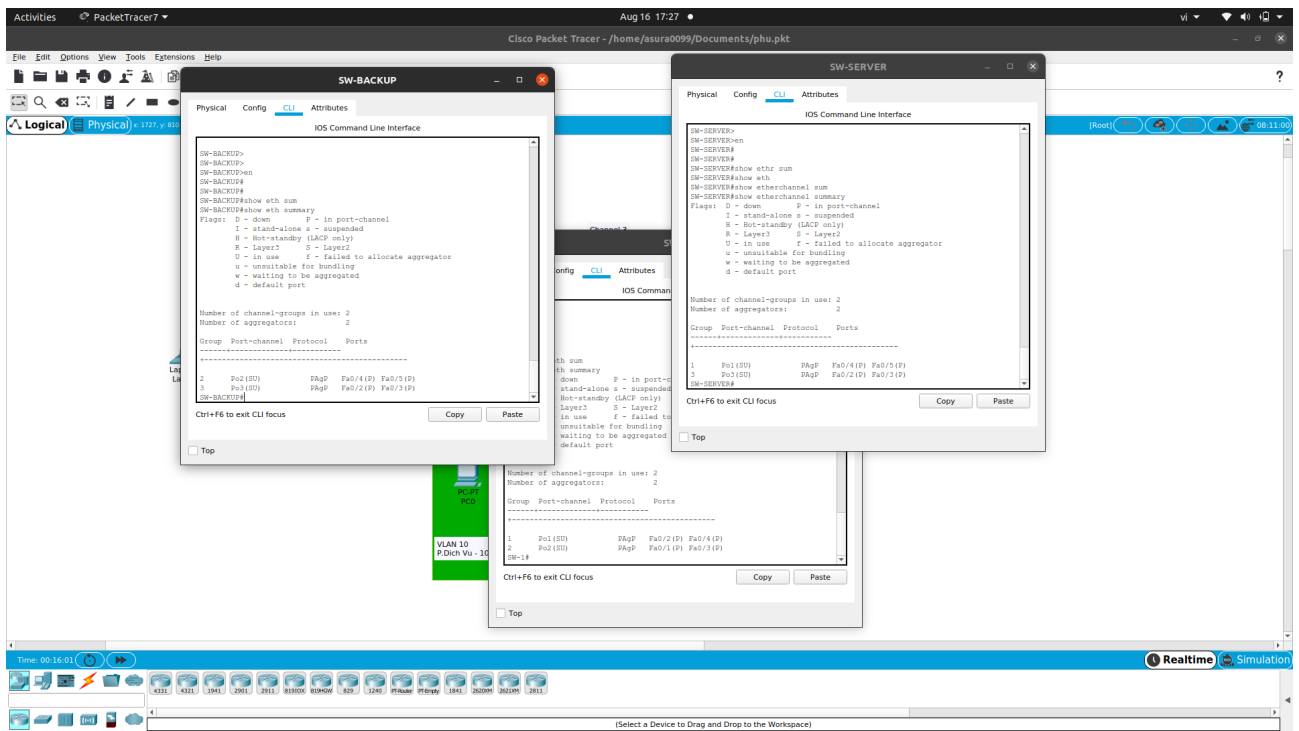 Activities PacketTracer7 Aug 16 17:27 vi
Cisco Packet Tracer - /home/asura0099/Documents/phu.pkt
File Edit Options View Tools Extensions Help
?
Logical Physical x: 1727, y: 810 [Root] 08:11:00
SW-BACKUP
Physical Config CLI Attributes
IOS Command Line Interface
SW-BACKUP>
SW-BACKUP>
SW-BACKUP>en
SW-BACKUP#
SW-BACKUP#
SW-BACKUP#show eth sum
SW-BACKUP#show eth summary
Flags: D - down P - in port-channel
I - stand-alone s - suspended
H - Hot-standby (LACP only)
R - Layer3 S - Layer2
U - in use f - failed to allocate aggregator
u - unsuitable for bundling
w - waiting to be aggregated
d - default port
Number of channel-groups in use: 2
Number of aggregators: 2
Group Port-channel Protocol Ports
------+-------------+-----------
+----------------------------------------------
2 Po2(SU) PAgP Fa0/4(P) Fa0/5(P)
3 Po3(SU) PAgP Fa0/2(P) Fa0/3(P)
SW-BACKUP#
Ctrl+F6 to exit CLI focus Copy Paste
Top
SW-SERVER
Physical Config CLI Attributes
IOS Command Line Interface
SW-SERVER>
SW-SERVER>en
SW-SERVER#
SW-SERVER#
SW-SERVER#show ethr sum
SW-SERVER#show eth
SW-SERVER#show etherchannel sum
SW-SERVER#show etherchannel summary
Flags: D - down P - in port-channel
I - stand-alone s - suspended
H - Hot-standby (LACP only)
R - Layer3 S - Layer2
U - in use f - failed to allocate aggregator
u - unsuitable for bundling
w - waiting to be aggregated
d - default port
Number of channel-groups in use: 2
Number of aggregators: 2
Group Port-channel Protocol Ports
------+-------------+-----------
+----------------------------------------------
1 Po1(SU) PAgP Fa0/4(P) Fa0/5(P)
3 Po3(SU) PAgP Fa0/2(P) Fa0/3(P)
SW-SERVER#
Ctrl+F6 to exit CLI focus Copy Paste
Top
CLI Attributes
IOS Comman
th sum
th summary
down P - in port-c
stand-alone s - suspended
Hot-standby (LACP only)
Layer3 S - Layer2
in use f - failed to
unsuitable for bundling
waiting to be aggregated
default port
Number of channel-groups in use: 2
Number of aggregators: 2
Group Port-channel Protocol Ports
------+-------------+-----------
+----------------------------------------------
1 Po1(SU) PAgP Fa0/2(P) Fa0/4(P)
2 Po2(SU) PAgP Fa0/1(P) Fa0/3(P)
SW-1#
Ctrl+F6 to exit CLI focus Copy Paste
Top
PC-PT
PC0
VLAN 10
P.Dich Vu - 10
Time: 00:16:01 Realtime Simulation
4331 4321 1941 2901 2911 819IOX 819HGW 829 1240 PT-Router PT-Empty 1841 2620XM 2621XM 2811
(Select a Device to Drag and Drop to the Workspace)